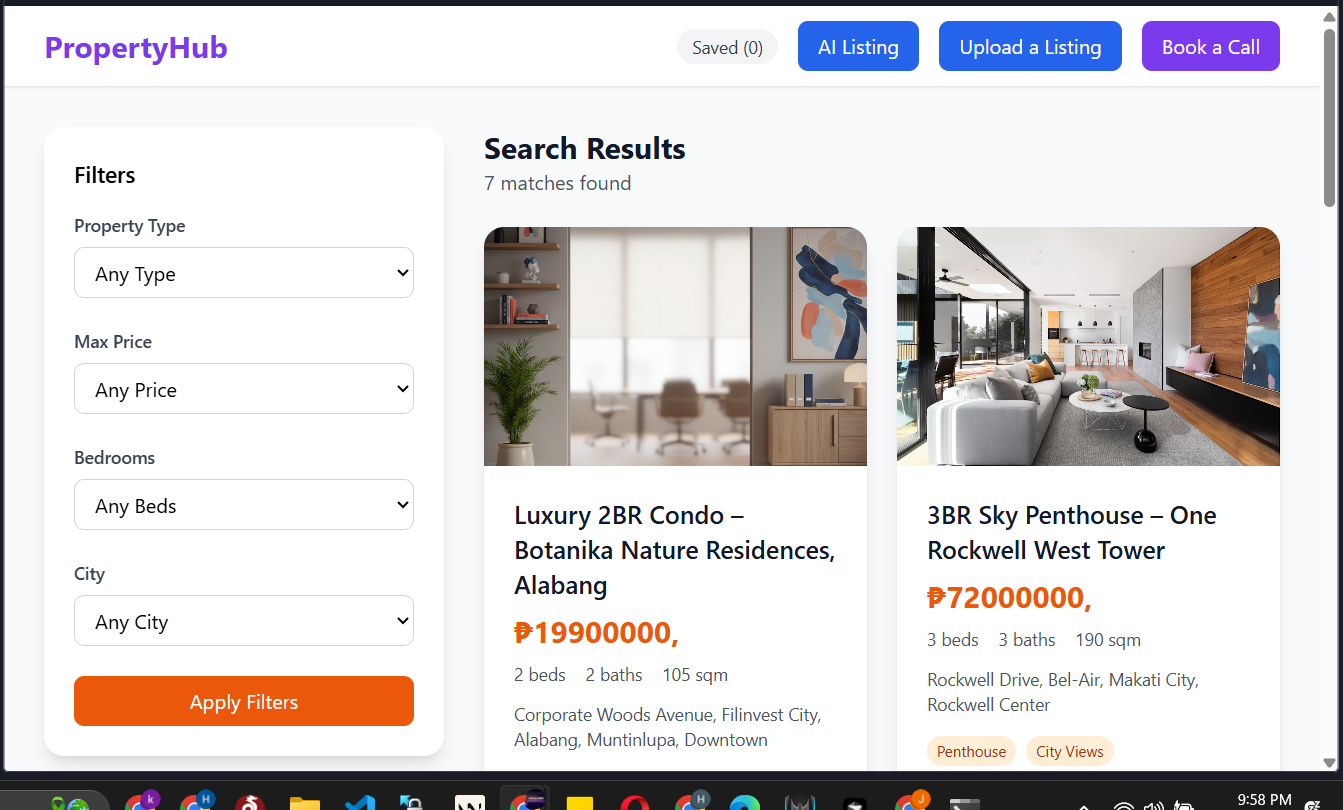 PropertyHub
Saved (0)
AI Listing
Upload a Listing
Book a Call
Filters
Property Type
Any Type
Max Price
Any Price
Bedrooms
Any Beds
City
Any City
Apply Filters
Search Results
7 matches found
Luxury 2BR Condo –
Botanika Nature Residences,
Alabang
₱19900000,
2 beds 2 baths 105 sqm
Corporate Woods Avenue, Filinvest City,
Alabang, Muntinlupa, Downtown
3BR Sky Penthouse – One
Rockwell West Tower
₱72000000,
3 beds 3 baths 190 sqm
Rockwell Drive, Bel-Air, Makati City,
Rockwell Center
Penthouse
City Views
k
H
H
J
9:58 PM